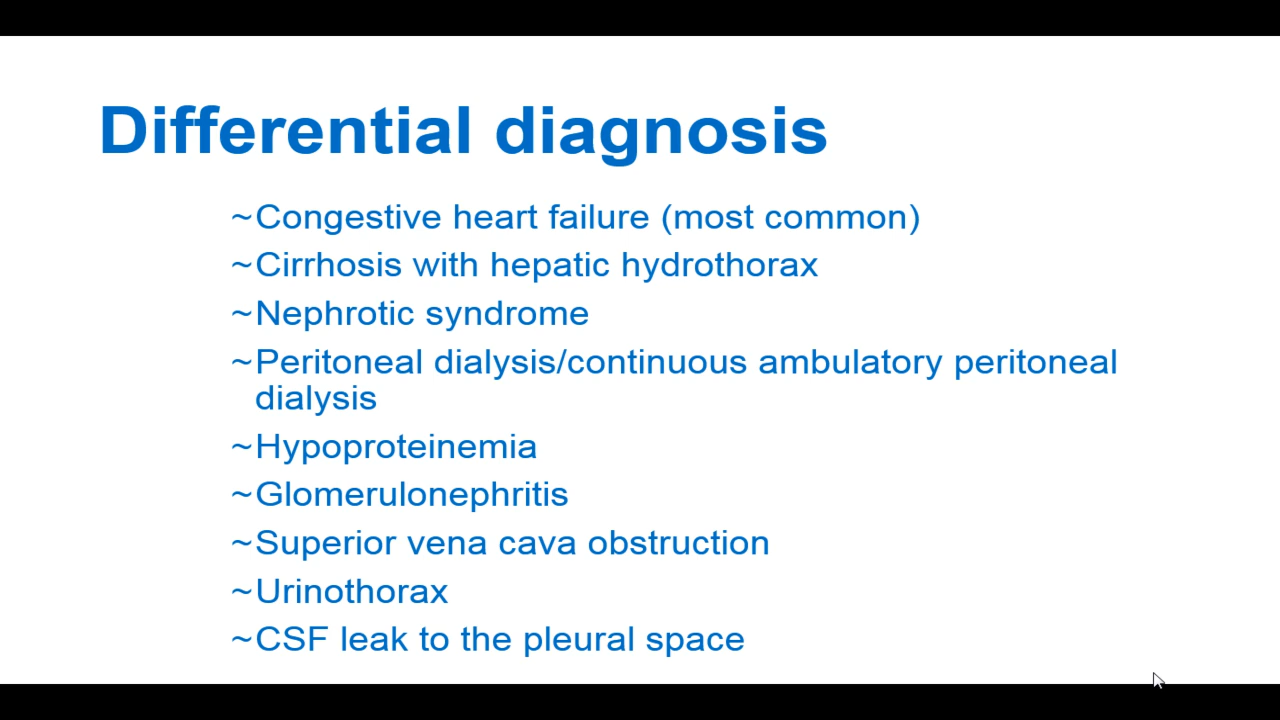 Differential diagnosis
~Congestive heart failure (most common)
~Cirrhosis with hepatic hydrothorax
~Nephrotic syndrome
~Peritoneal dialysis/continuous ambulatory peritoneal
dialysis
~Hypoproteinemia
~Glomerulonephritis
~Superior vena cava obstruction
~Urinothorax
~CSF leak to the pleural space